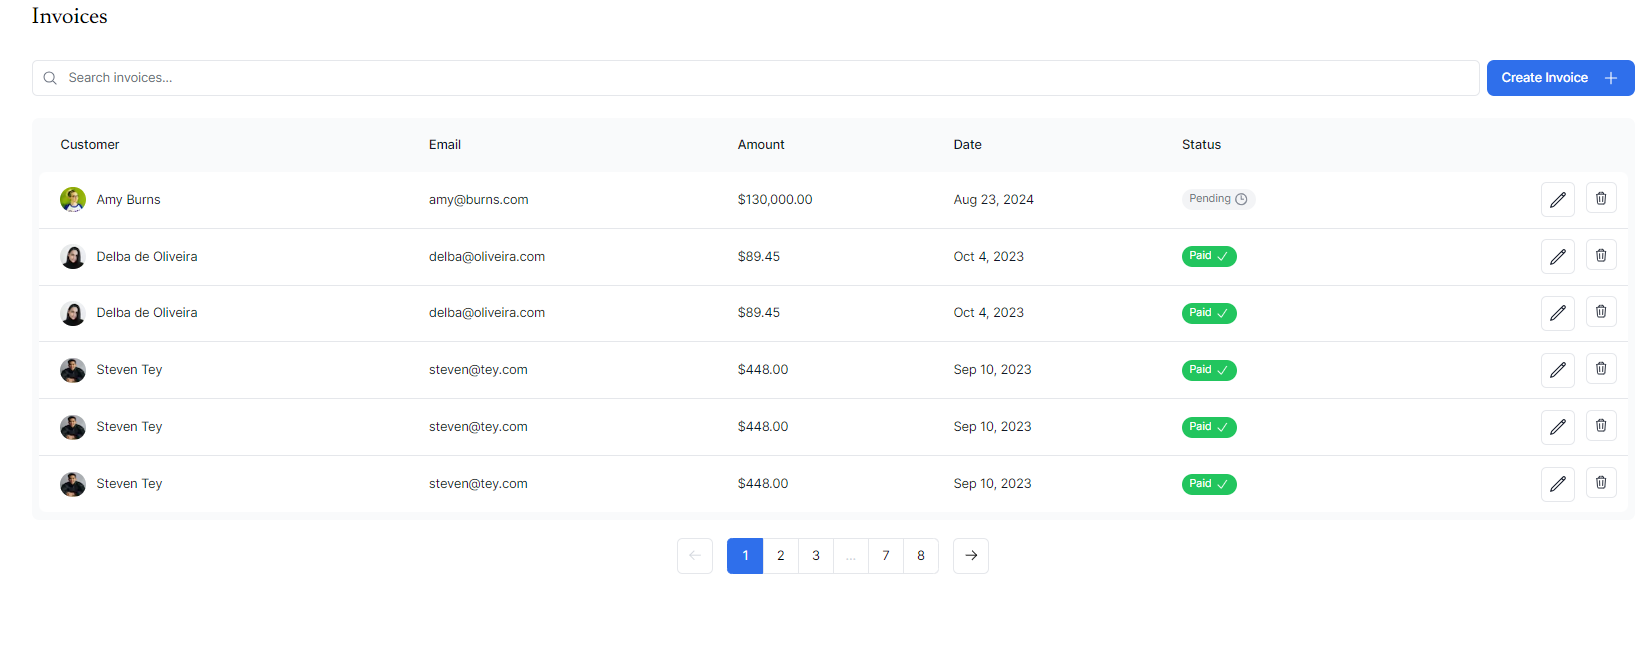 Invoices
Search invoices...
Create Invoice
Customer Email Amount Date Status
Amy Burns amy@burns.com $130,000.00 Aug 23, 2024 Pending
Delba de Oliveira delba@oliveira.com $89.45 Oct 4, 2023 Paid
Delba de Oliveira delba@oliveira.com $89.45 Oct 4, 2023 Paid
Steven Tey steven@tey.com $448.00 Sep 10, 2023 Paid
Steven Tey steven@tey.com $448.00 Sep 10, 2023 Paid
Steven Tey steven@tey.com $448.00 Sep 10, 2023 Paid
1 2 3 ... 7 8